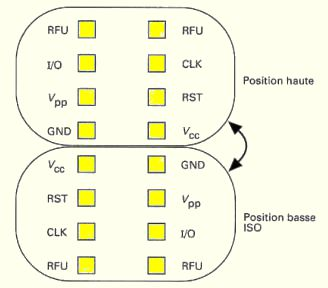 RFU RFU
I/O CLK
Vpp RST
GND Vcc
Position haute
Vcc GND
RST Vpp
CLK I/O
RFU RFU
Position basse
ISO